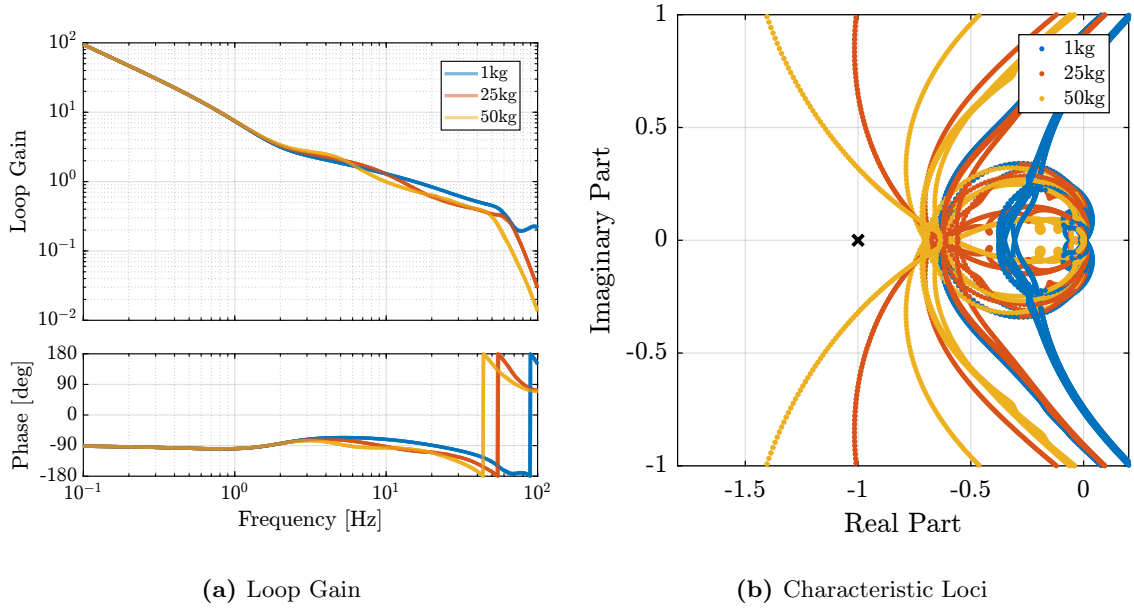 10^2
10^1
10^0
10^-1
10^-2
Loop Gain
1kg
25kg
50kg
180
90
0
-90
-180
Phase [deg]
10^-1
10^0
10^1
10^2
Frequency [Hz]
(a) Loop Gain
1
0.5
0
-0.5
-1
Imaginary Part
1kg
25kg
50kg
-1.5
-1
-0.5
0
Real Part
(b) Characteristic Loci